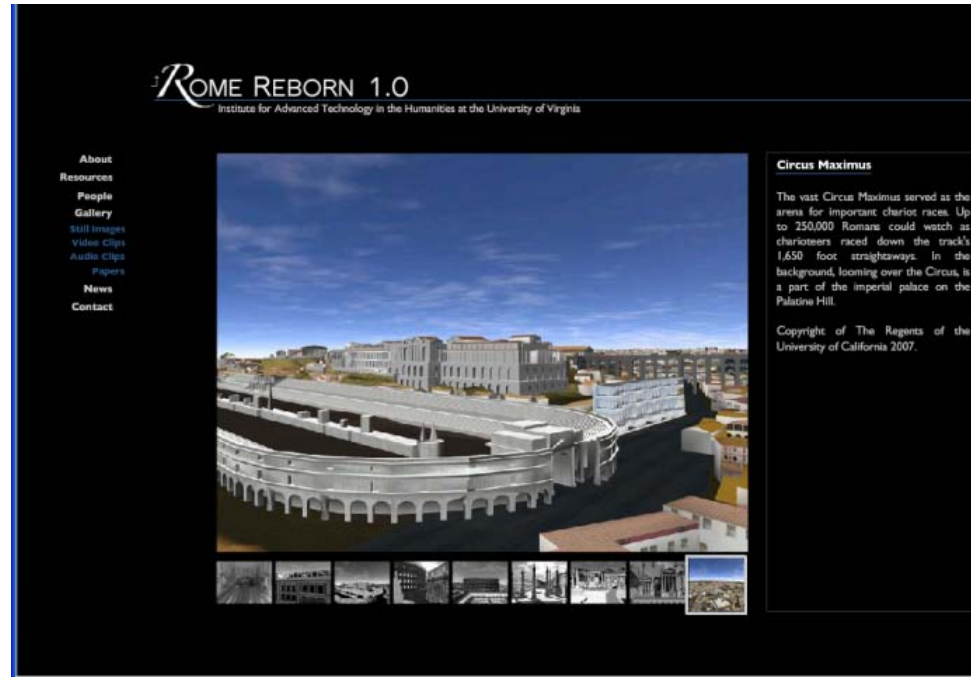 ROME REBORN 1.0
Institute for Advanced Technology in the Humanities at the University of Virginia
About
Resources
People
Gallery
Still Images
Video Clips
Audio Clips
Papers
News
Contact
Circus Maximus
The vast Circus Maximus served as the
arena for important chariot races. Up
to 250,000 Romans could watch as
charioteers raced down the track's
1,650 foot straightaways. In the
background, looming over the Circus, is
a part of the imperial palace on the
Palatine Hill.
Copyright of The Regents of the
University of California 2007.